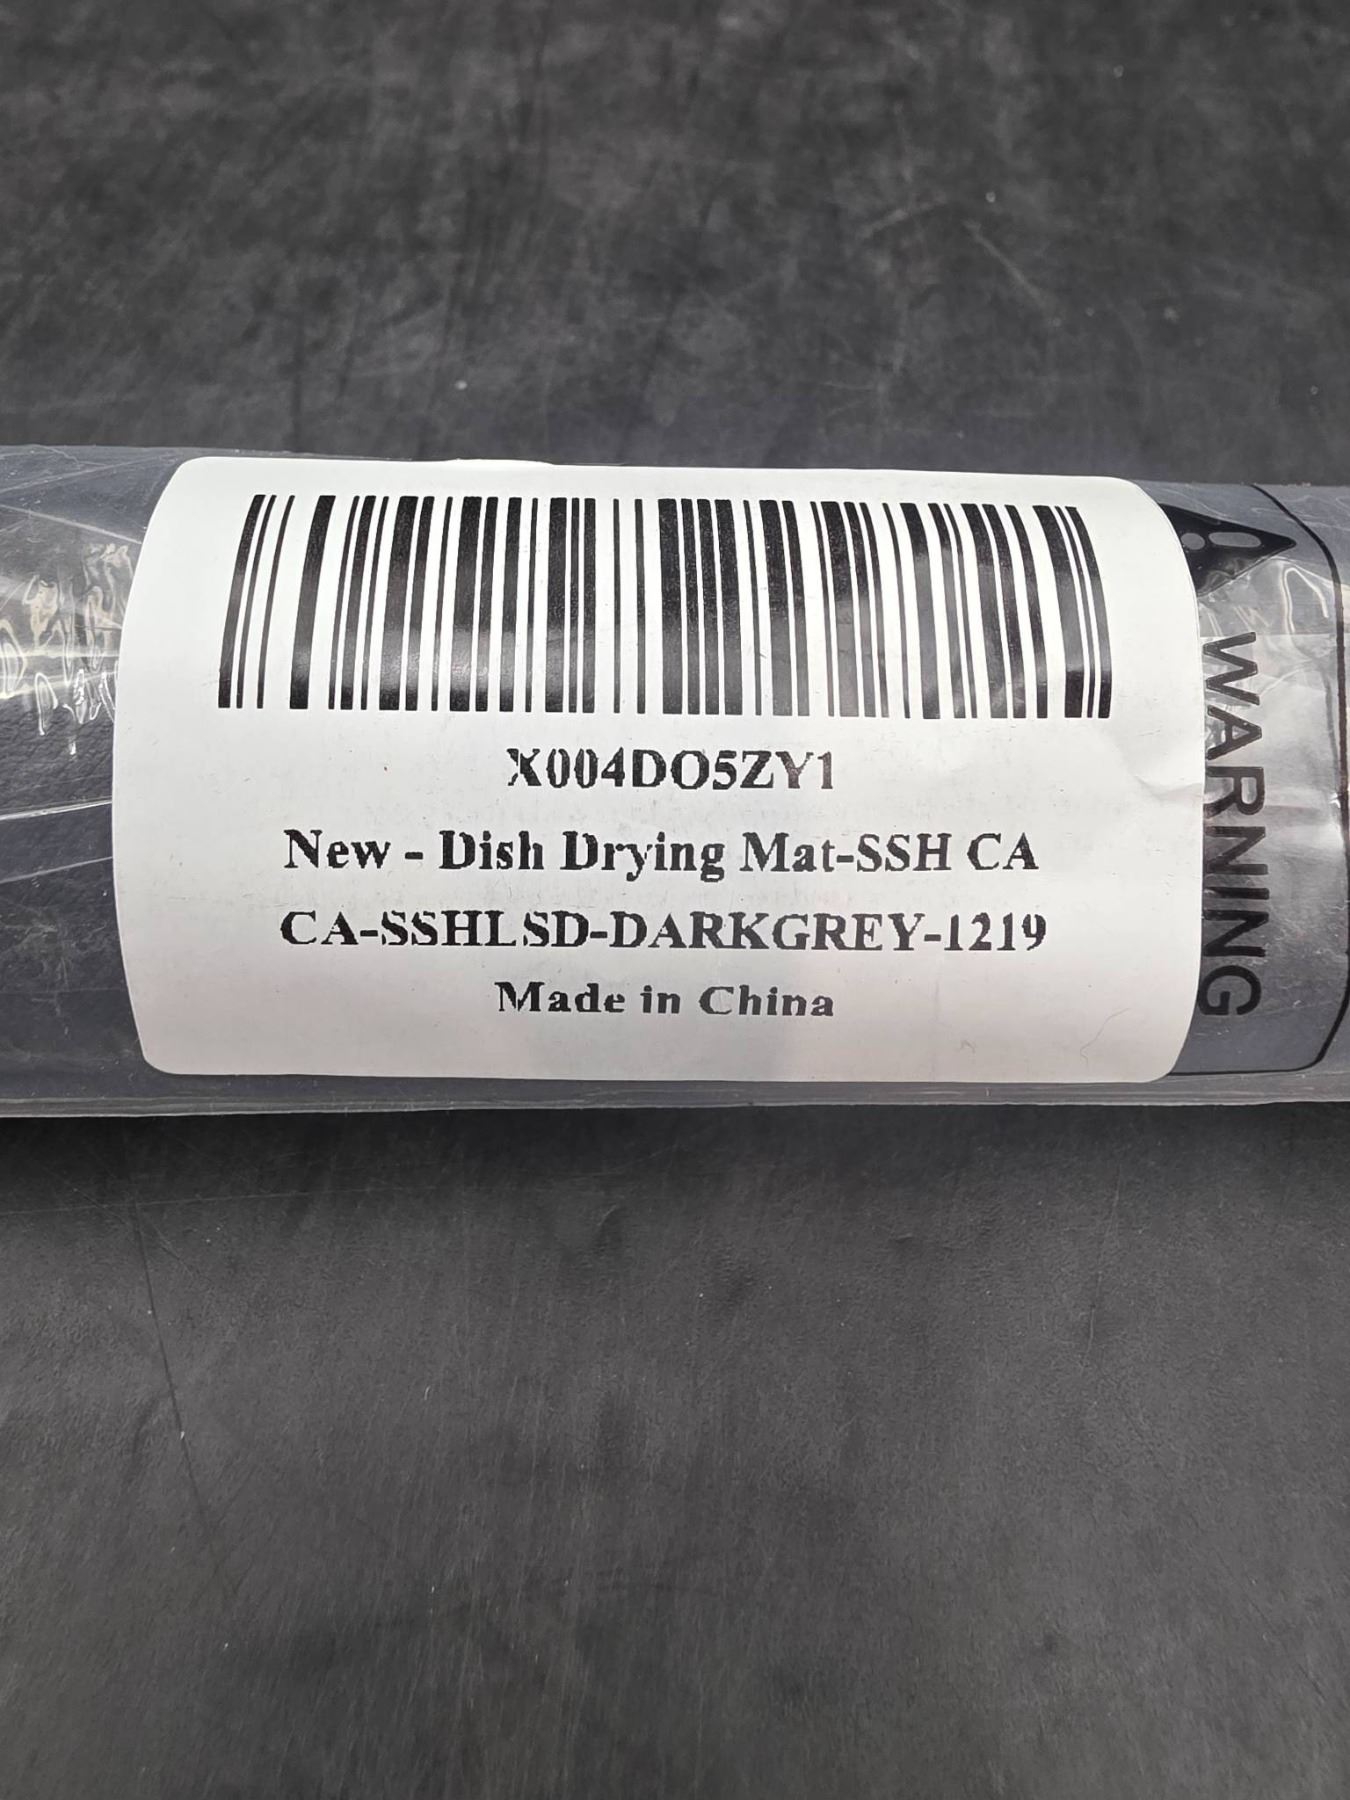 X004DO5ZY1
New - Dish Drying Mat-SSH CA
CA-SSHLSD-DARKGREY-1219
Made in China
WARNING